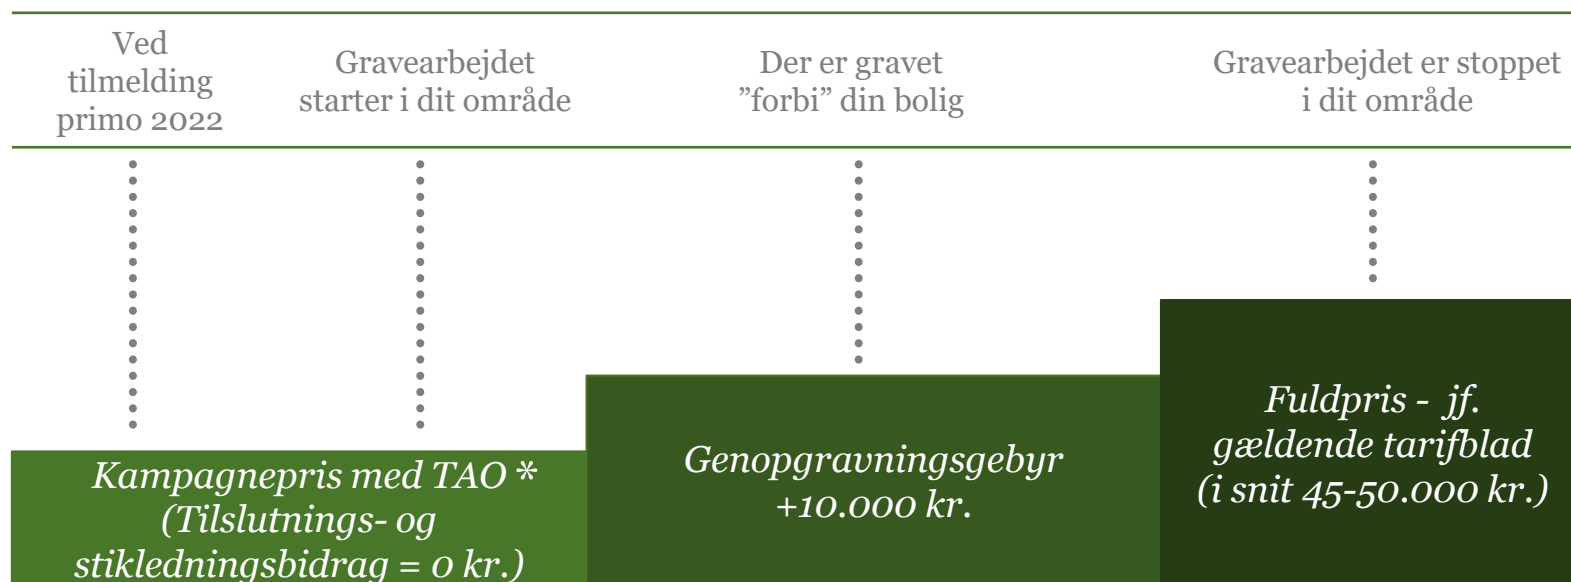 Ved
tilmelding
primo 2022
Gravearbejdet
starter i dit område
Der er gravet
”forbi” din bolig
Gravearbejdet er stoppet
i dit område
Kampagnepris med TAO *
(Tilslutnings- og
stikledningsbidrag = 0 kr.)
Genopgravningsgebyr
+10.000 kr.
Fuldpris - jf.
gældende tarifblad
(i snit 45-50.000 kr.)